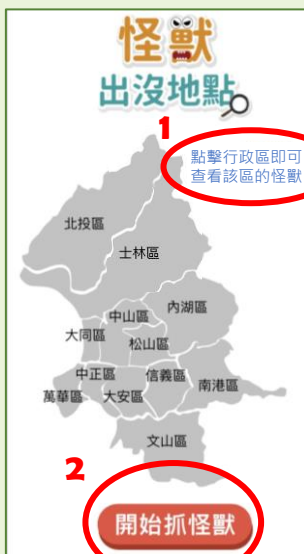 怪獸
出沒地點
1
點擊行政區即可
查看該區的怪獸
北投區
士林區
內湖區
中山區
大同區
松山區
中正區
信義區
南港區
萬華區
大安區
文山區
2
開始抓怪獸